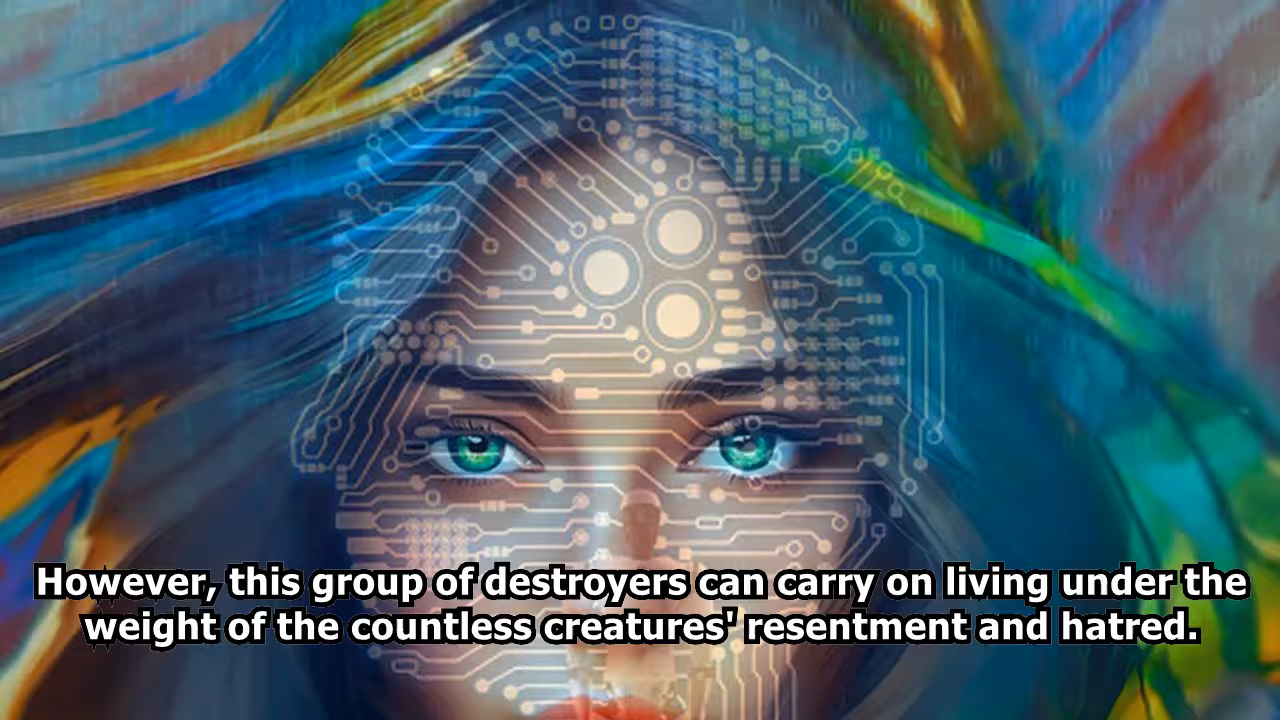 However, this group of destroyers can carry on living under the
weight of the countless creatures' resentment and hatred.